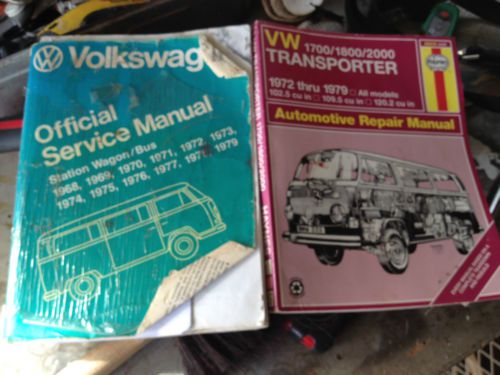 Volkswag
Official
Service Manual
Station Wagon/Bus
1968, 1969, 1970, 1971, 1972, 1973,
1974, 1975, 1976, 1977, 1978, 1979
VW 1700/1800/2000
TRANSPORTER
1972 thru 1979 □ All models
102.5 cu in □ 109.5 cu in □ 120.2 cu in
Automotive Repair Manual